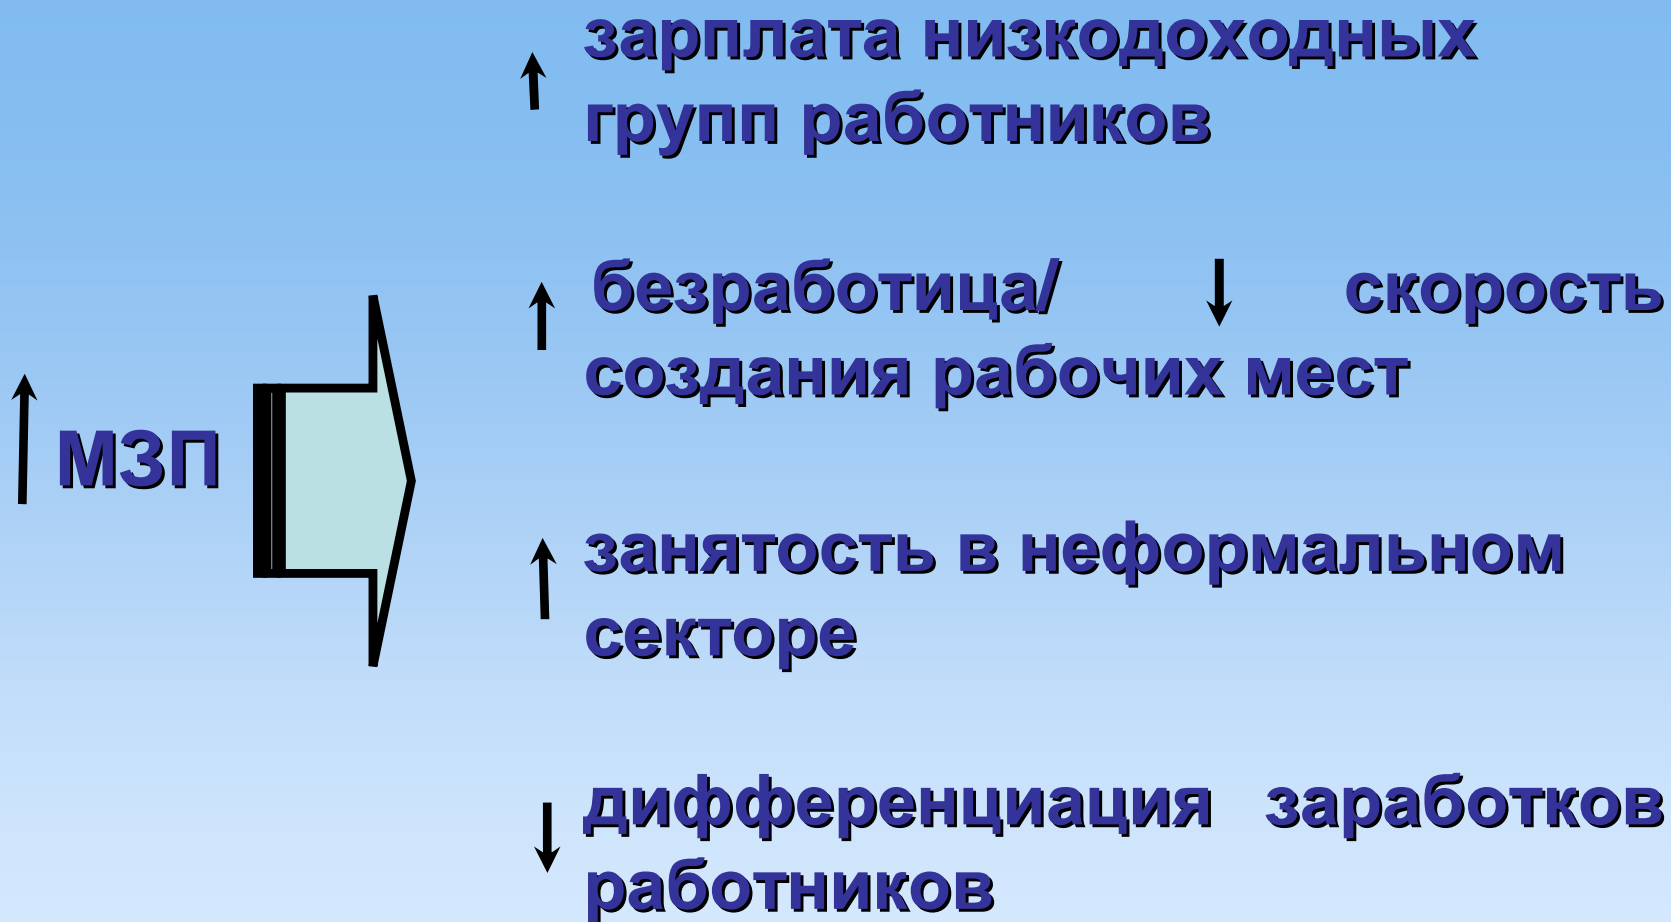 зарплата низкодоходных
групп работников
безработица/ скорость
создания рабочих мест
МЗП
занятость в неформальном
секторе
дифференциация заработков
работников